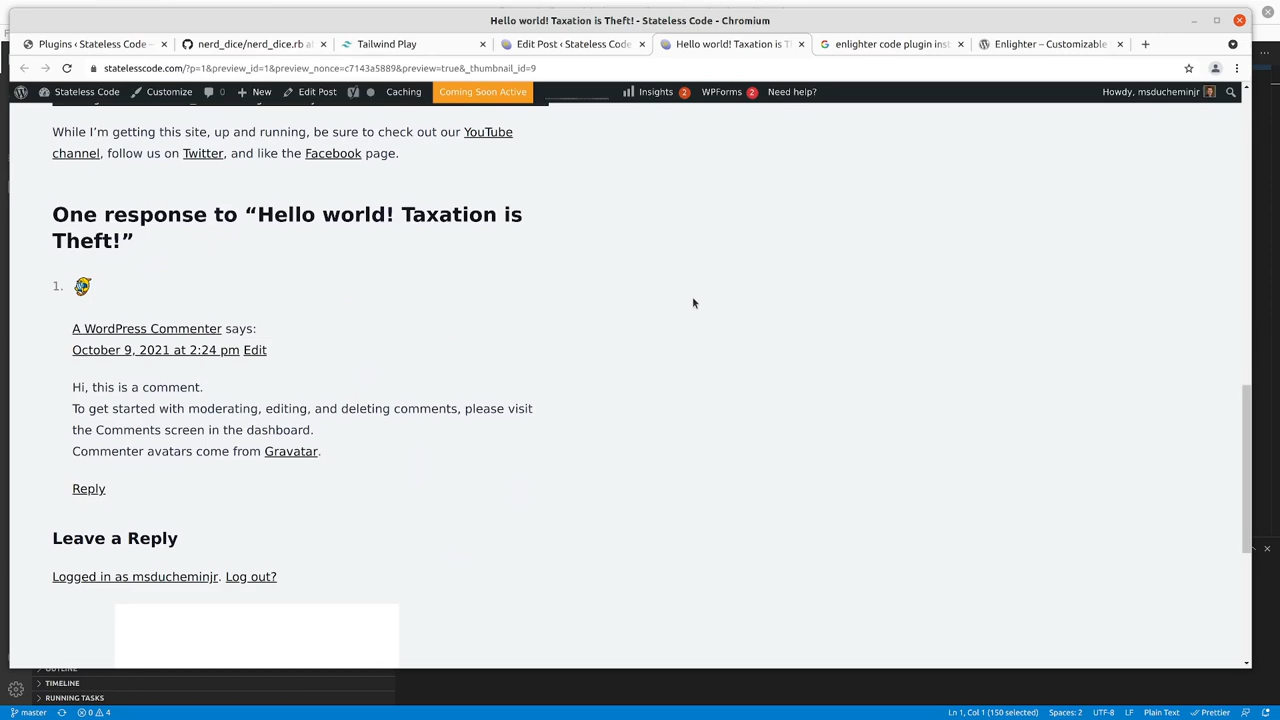 Hello world! Taxation is Theft! - Stateless Code - Chromium
Plugins ‹ Stateless Code —
nerd_dice/nerd_dice.rb at
Tailwind Play
Edit Post ‹ Stateless Code
Hello world! Taxation is T
enlighter code plugin inst
Enlighter – Customizable
statelesscode.com/?p=1&preview_id=1&preview_nonce=c7143a5889&preview=true&_thumbnail_id=9
Stateless Code Customize 0 New Edit Post Caching Coming Soon Active Insights 2 WPForms 2 Need help? Howdy, msducheminjr
While I’m getting this site, up and running, be sure to check out our YouTube
channel, follow us on Twitter, and like the Facebook page.
One response to “Hello world! Taxation is
Theft!”
1.
A WordPress Commenter says:
October 9, 2021 at 2:24 pm Edit
Hi, this is a comment.
To get started with moderating, editing, and deleting comments, please visit
the Comments screen in the dashboard.
Commenter avatars come from Gravatar.
Reply
Leave a Reply
Logged in as msducheminjr. Log out?
OUTLINE
TIMELINE
RUNNING TASKS
master 0 4 Ln 1, Col 1 (150 selected) Spaces: 2 UTF-8 LF Plain Text Prettier